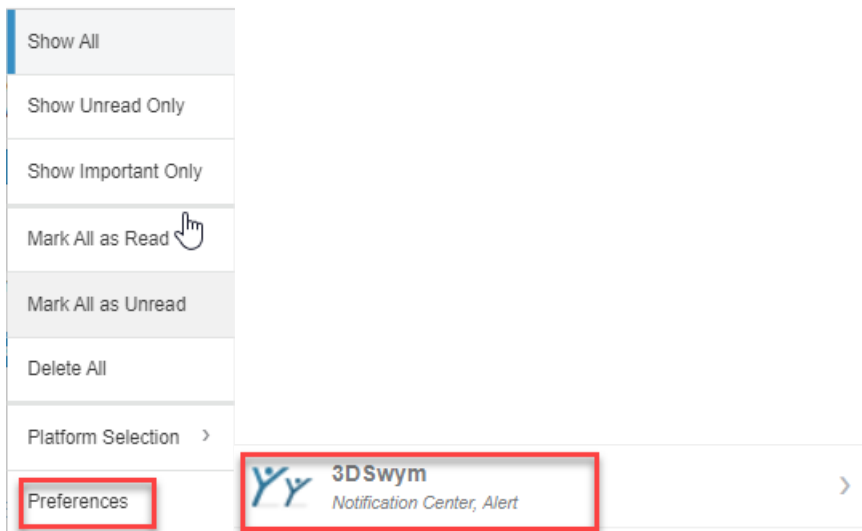 Show All
Show Unread Only
Show Important Only
Mark All as Read
Mark All as Unread
Delete All
Platform Selection
Preferences
3DSwym
Notification Center, Alert